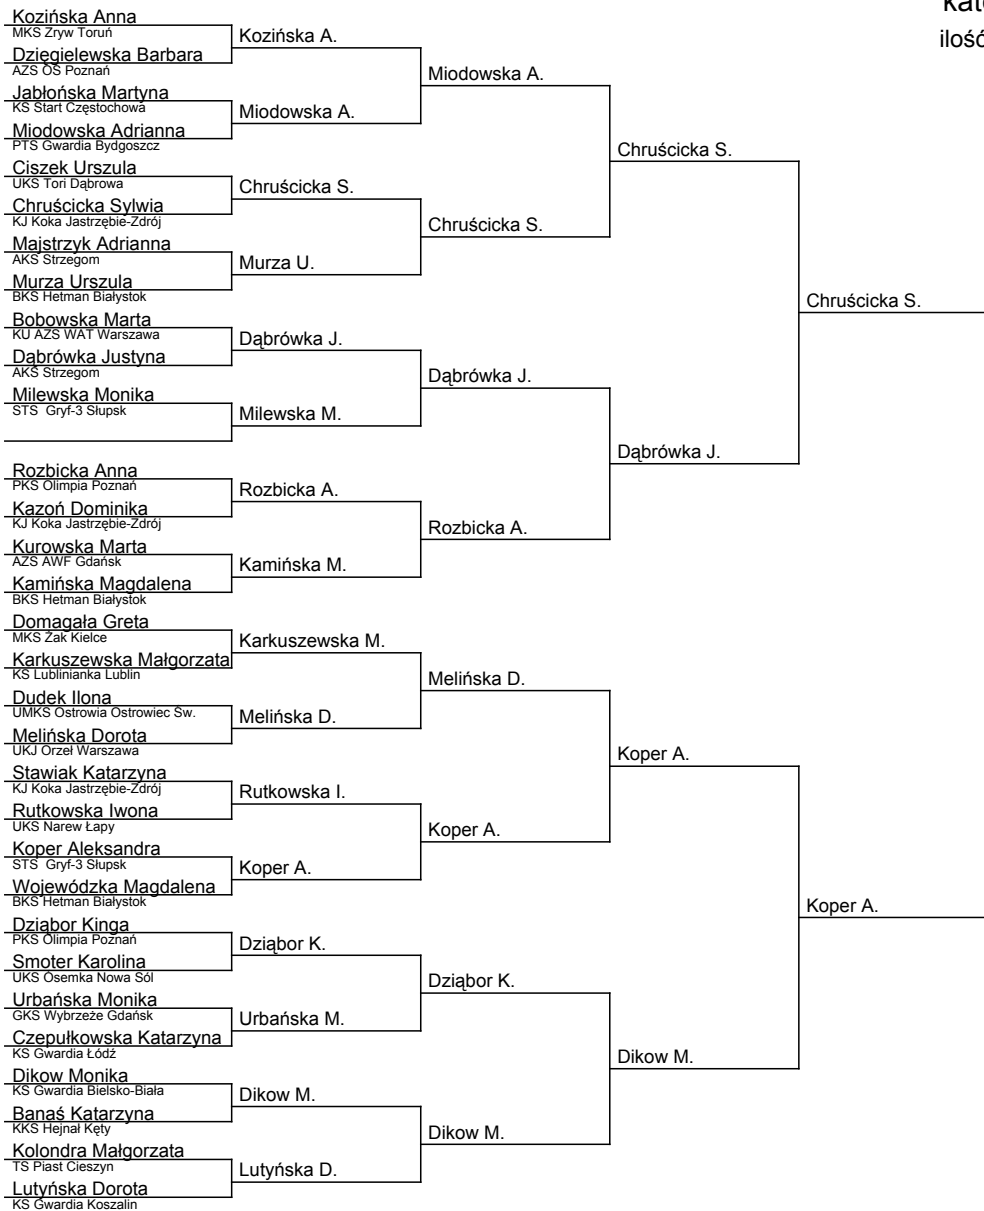 kate
ilość
Kozińska Anna
MKS Zryw Toruń
Dzięgielewska Barbara
AZS OŚ Poznań
Jabłońska Martyna
KS Start Częstochowa
Miodowska Adrianna
PTS Gwardia Bydgoszcz
Ciszek Urszula
UKS Tori Dąbrowa
Chruścicka Sylwia
KJ Koka Jastrzębie-Zdrój
Majstrzyk Adrianna
AKS Strzegom
Murza Urszula
BKS Hetman Białystok
Bobowska Marta
KU AZS WAT Warszawa
Dąbrówka Justyna
AKS Strzegom
Milewska Monika
STS Gryf-3 Słupsk
Rozbicka Anna
PKS Olimpia Poznań
Kazoń Dominika
KJ Koka Jastrzębie-Zdrój
Kurowska Marta
AZS AWF Gdańsk
Kamińska Magdalena
BKS Hetman Białystok
Domagała Greta
MKS Żak Kielce
Karkuszewska Małgorzata
KS Lublinianka Lublin
Dudek Ilona
UMKS Ostrowia Ostrowiec Św.
Melińska Dorota
UKJ Orzeł Warszawa
Stawiak Katarzyna
KJ Koka Jastrzębie-Zdrój
Rutkowska Iwona
UKS Narew Łapy
Koper Aleksandra
STS Gryf-3 Słupsk
Wojewódzka Magdalena
BKS Hetman Białystok
Dziąbor Kinga
PKS Olimpia Poznań
Smoter Karolina
UKS Ósemka Nowa Sól
Urbańska Monika
GKS Wybrzeże Gdańsk
Czepułkowska Katarzyna
KS Gwardia Łódź
Dikow Monika
KS Gwardia Bielsko-Biała
Banaś Katarzyna
KKS Hejnał Kęty
Kolondra Małgorzata
TS Piast Cieszyn
Lutyńska Dorota
KS Gwardia Koszalin
Kozińska A.
Miodowska A.
Chruścicka S.
Murza U.
Dąbrówka J.
Milewska M.
Rozbicka A.
Kamińska M.
Karkuszewska M.
Melińska D.
Rutkowska I.
Koper A.
Dziąbor K.
Urbańska M.
Dikow M.
Lutyńska D.
Miodowska A.
Chruścicka S.
Dąbrówka J.
Rozbicka A.
Melińska D.
Koper A.
Dziąbor K.
Dikow M.
Chruścicka S.
Dąbrówka J.
Koper A.
Dikow M.
Chruścicka S.
Koper A.